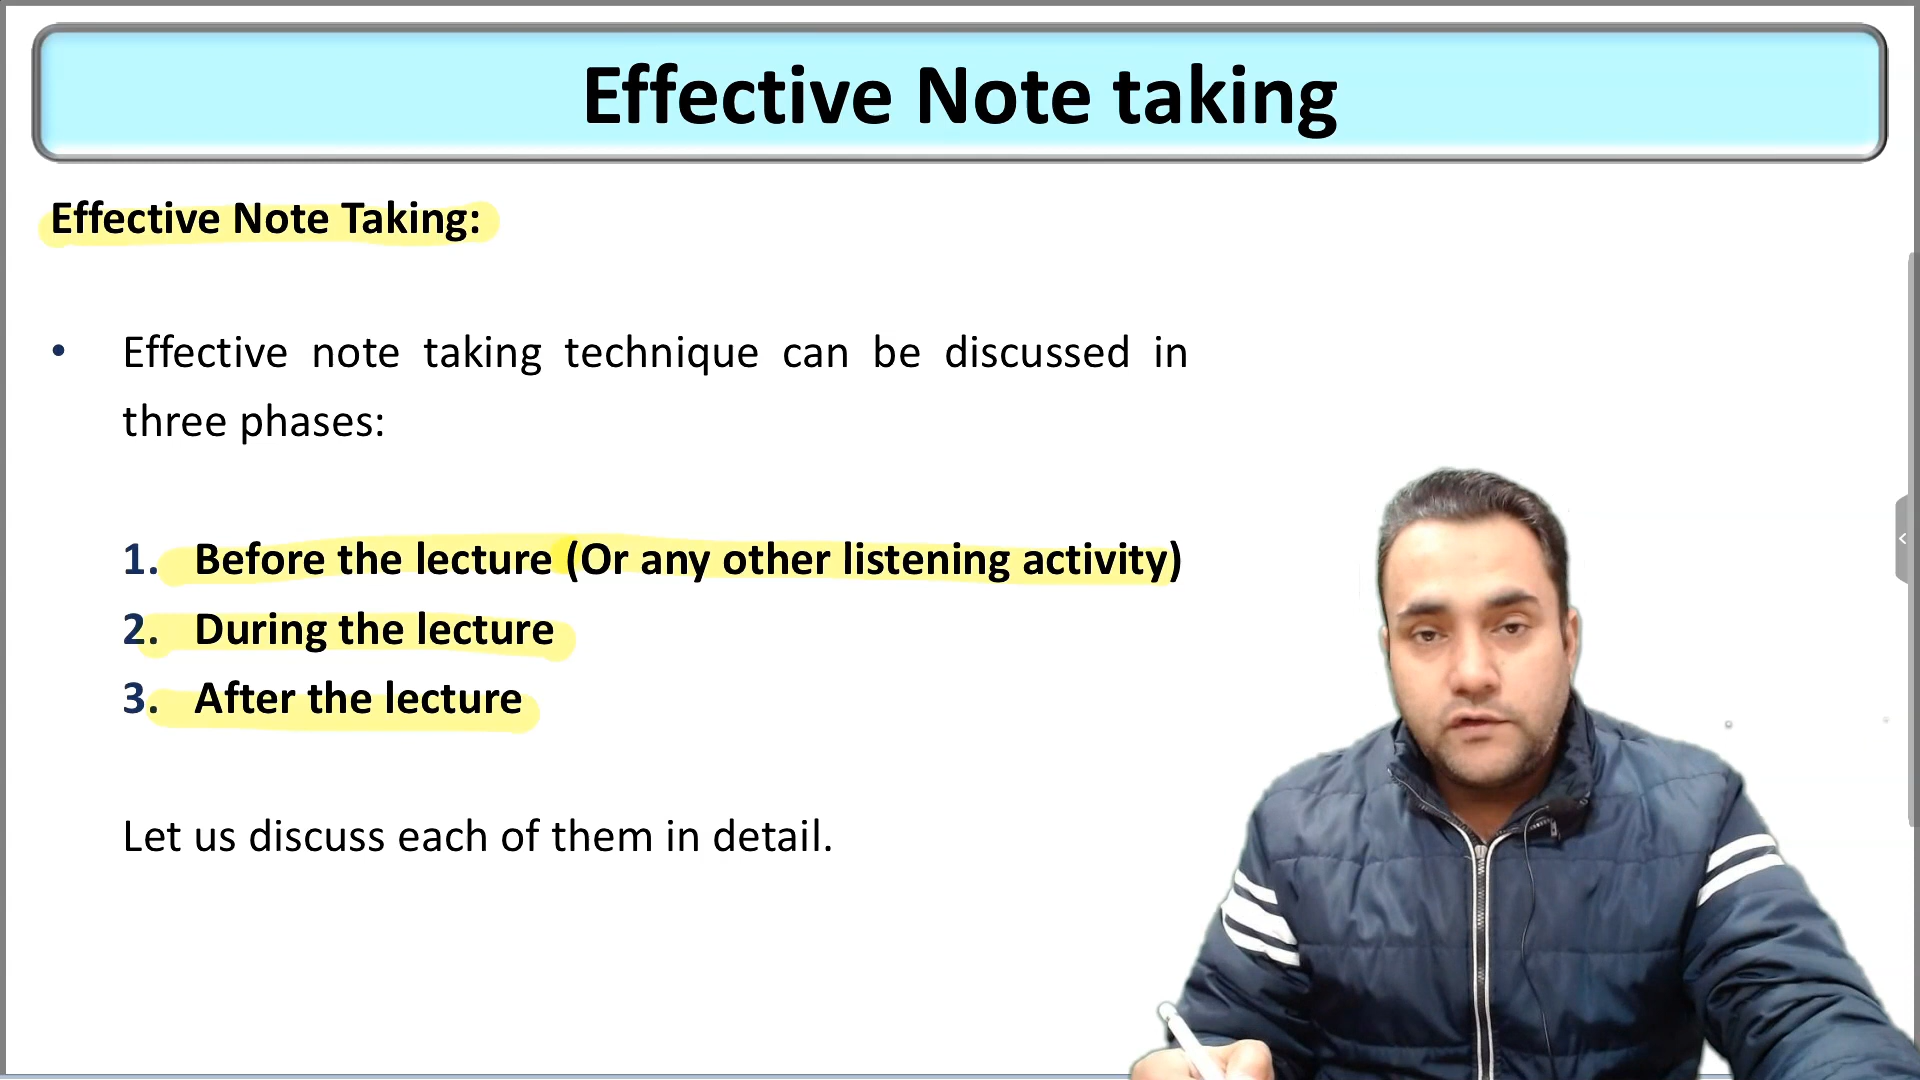 Effective Note taking
Effective Note Taking:
• Effective note taking technique can be discussed in
three phases:
1. Before the lecture (Or any other listening activity)
2. During the lecture
3. After the lecture
Let us discuss each of them in detail.